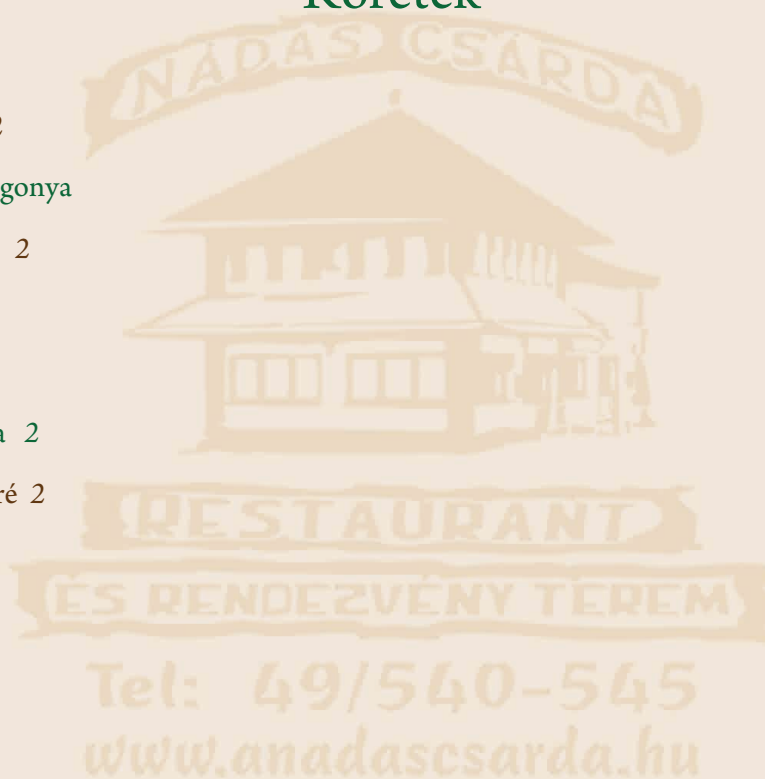 Köretek
NÁDAS CSÁRDA
2
gonya
2
a 2
ré 2
RESTAURANT
ÉS RENDEZVÉNY TEREM
Tel: 49/540-545
www.anadascsarda.hu